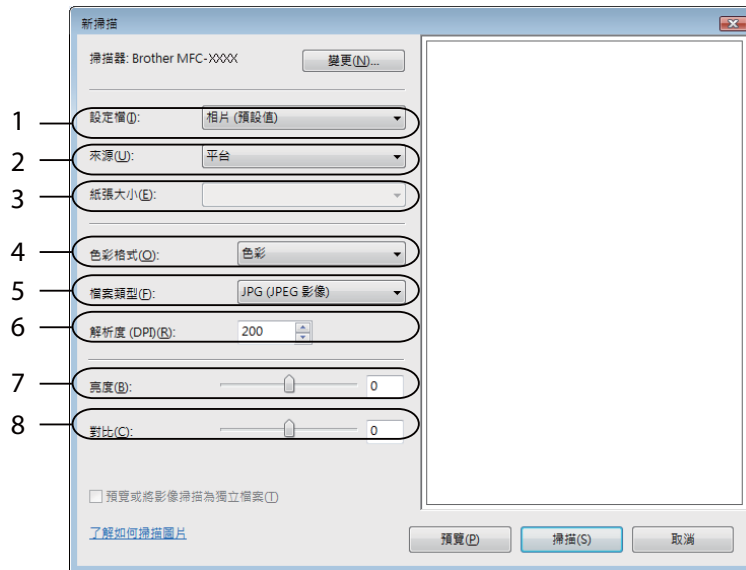 新掃描
掃描器: Brother MFC-XXXX
變更(N)...
1
設定檔(I):
相片 (預設值)
2
來源(U):
平台
3
紙張大小(E):
4
色彩格式(O):
色彩
5
檔案類型(F):
JPG (JPEG 影像)
6
解析度 (DPI)(R):
200
7
亮度(B):
0
8
對比(C):
0
預覽或將影像掃描為獨立檔案(T)
了解如何掃描圖片
預覽(P)
掃描(S)
取消